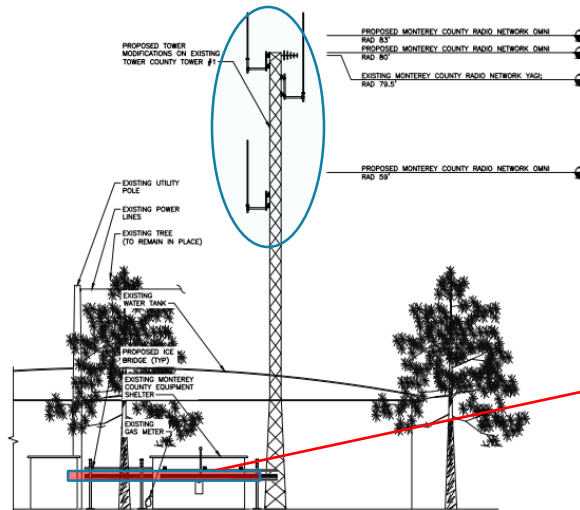 PROPOSED TOWER
MODIFICATIONS ON EXISTING
TOWER COUNTY TOWER #1
PROPOSED MONTEREY COUNTY RADIO NETWORK OMNI
RAD 83'
PROPOSED MONTEREY COUNTY RADIO NETWORK OMNI
RAD 80'
EXISTING MONTEREY COUNTY RADIO NETWORK YAGI;
RAD 79.5'
PROPOSED MONTEREY COUNTY RADIO NETWORK OMNI
RAD 59'
EXISTING UTILITY
POLE
EXISTING POWER
LINES
EXISTING TREE
(TO REMAIN IN PLACE)
EXISTING
WATER TANK
PROPOSED ICE
BRIDGE (TYP)
EXISTING MONTEREY
COUNTY EQUIPMENT
SHELTER
EXISTING
GAS METER